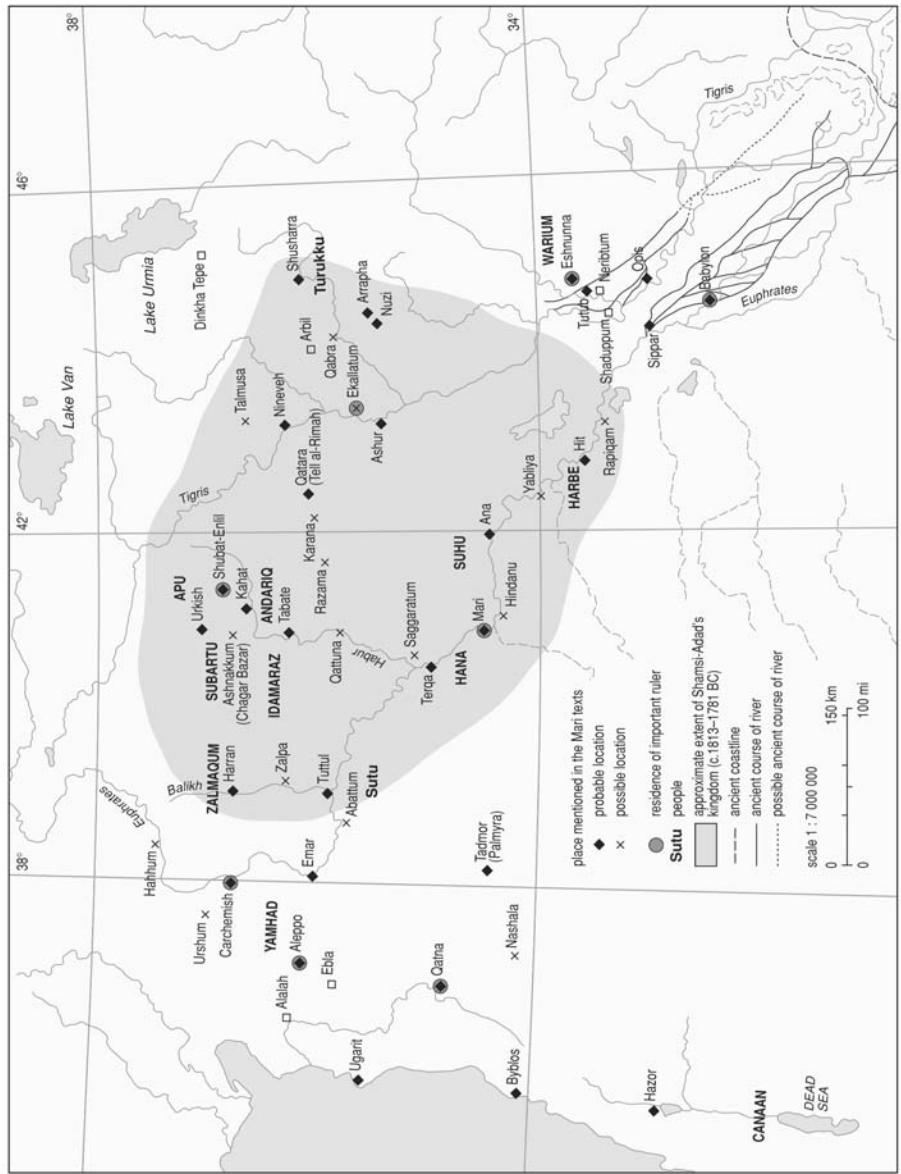 38°
46°
42°
38°
34°
Lake Urmia
Lake Van
Dinkha Tepe
Tigris
Talmusa
Nineveh
Arbil
Shusharra
Turukku
Qabra
Arrapha
Nuzi
Ekallatum
Ashur
Qatara
(Tell al-Rimah)
Karana
Razama
APU
Urkish
Shubat-Enlil
Kahat
SUBARTU
Ashnakkum
(Chagar Bazar)
ANDARIQ
Tabate
IDAMARAZ
Qattuna
Habur
Saggaratum
Terqa
HANA
Mari
Hindanu
SUHU
Ana
Yabliya
HARBE
Hit
Rapiqam
WARIUM
Eshnunna
Tutub
Neribtum
Shaduppum
Opis
Sippar
Babylon
Euphrates
Tigris
Euphrates
Hahhum
ZALMAQUM
Harran
Balikh
Zalpa
Tuttul
Abattum
Sutu
Emar
Urshum
Carchemish
YAMHAD
Aleppo
Alalah
Ebla
Ugarit
Qatna
Tadmor
(Palmyra)
Nashala
Byblos
Hazor
CANAAN
DEAD
SEA
place mentioned in the Mari texts
probable location
possible location
residence of important ruler
Sutu people
approximate extent of Shamsi-Adad's
kingdom (c.1813–1781 BC)
ancient coastline
ancient course of river
possible ancient course of river
scale 1 : 7 000 000
0 150 km
0 100 mi